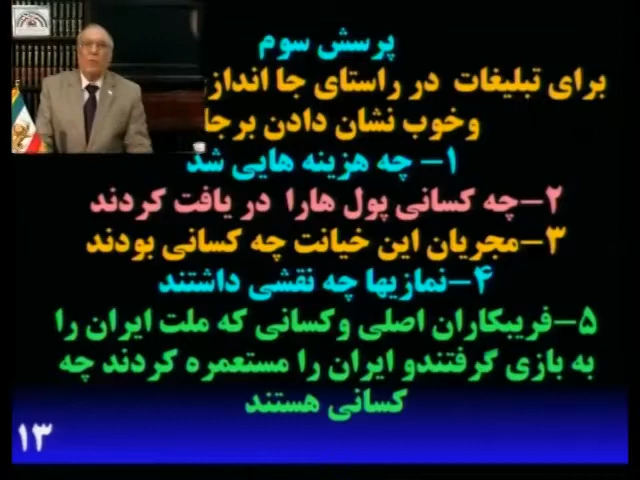 پرسش سوم
برای تبلیغات در راستای جا انداز
وخوب نشان دادن برجا
۱- چه هزینه هایی شد
۲-چه کسانی پول هارا در یافت کردند
۳-مجریان این خیانت چه کسانی بودند
۴-نمازیها چه نقشی داشتند
۵-فریبکاران اصلی وکسانی که ملت ایران را
به بازی گرفتندو ایران را مستعمره کردند چه
کسانی هستند
۱۳